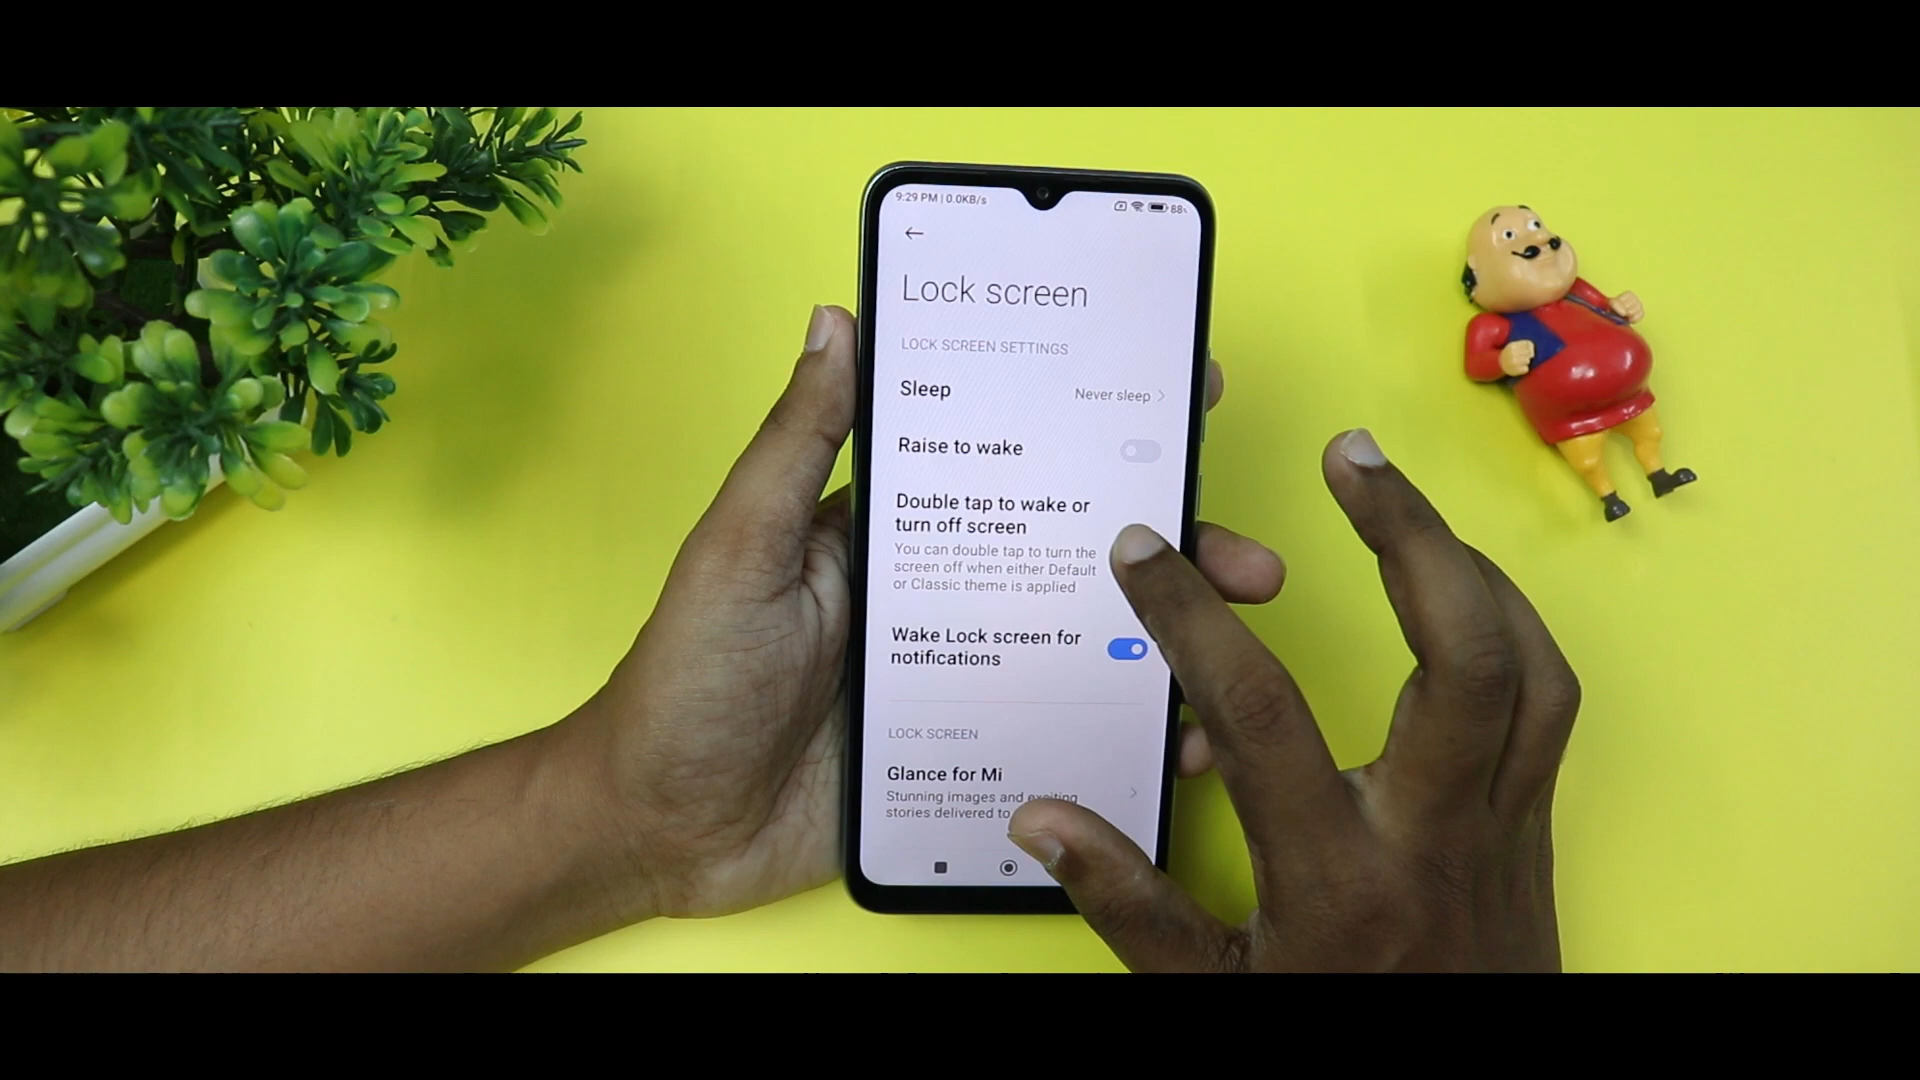 9:29 PM | 0.0KB/s
88
Lock screen
LOCK SCREEN SETTINGS
Sleep
Never sleep
Raise to wake
Double tap to wake or
turn off screen
You can double tap to turn the
screen off when either Default
or Classic theme is applied
Wake Lock screen for
notifications
LOCK SCREEN
Glance for Mi
Stunning images and exciting
stories delivered to